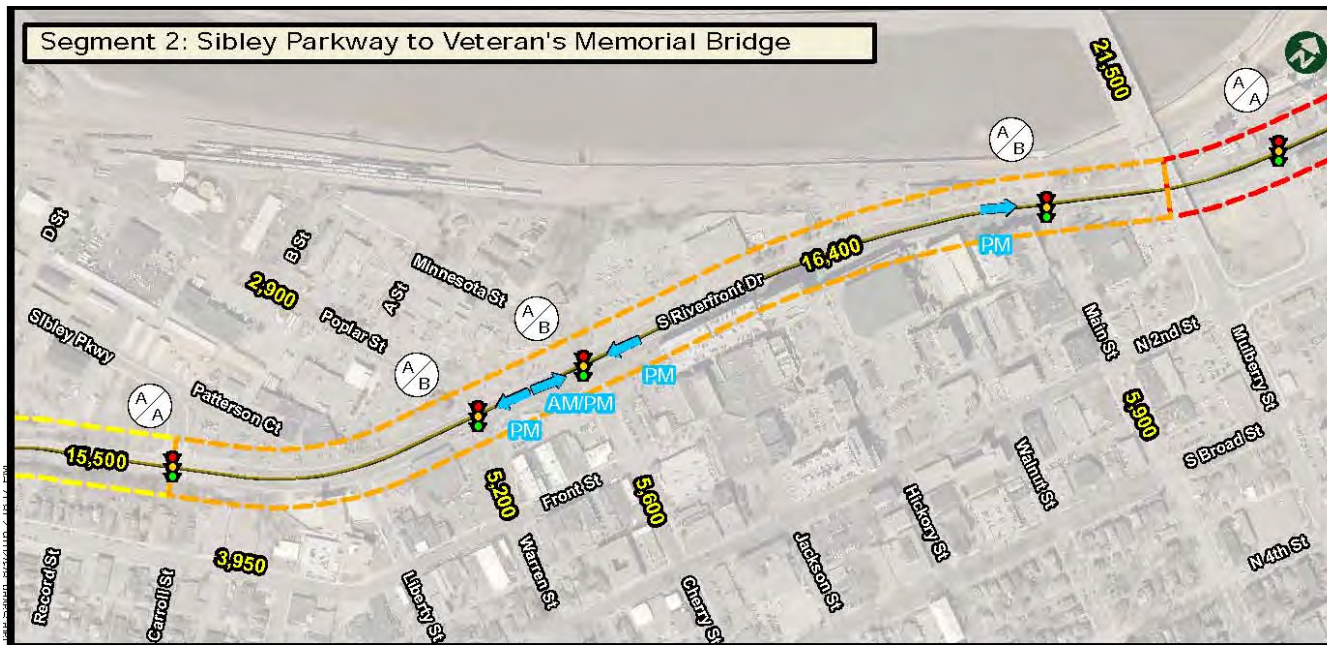 Segment 2: Sibley Parkway to Veteran's Memorial Bridge
N
21,500
A/A
A/B
D St
B St
2,900
A St
Minnesota St
Poplar St
A/B
16,400
PM
S Riverfront Dr
Sibley Pkwy
A/B
PM
Main St
N 2nd St
Mulberry St
A/A
Patterson Ct
AM/PM
PM
15,500
5,900
S Broad St
5,200
Front St
5,600
Walnut St
Hickory St
3,950
Record St
Carroll St
Liberty St
Warren St
Cherry St
Jackson St
N 4th St